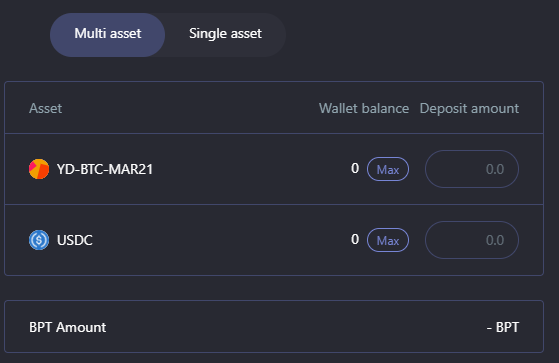 Multi asset Single asset
Asset Wallet balance Deposit amount
YD-BTC-MAR21 0 Max 0.0
USDC 0 Max 0.0
BPT Amount - BPT